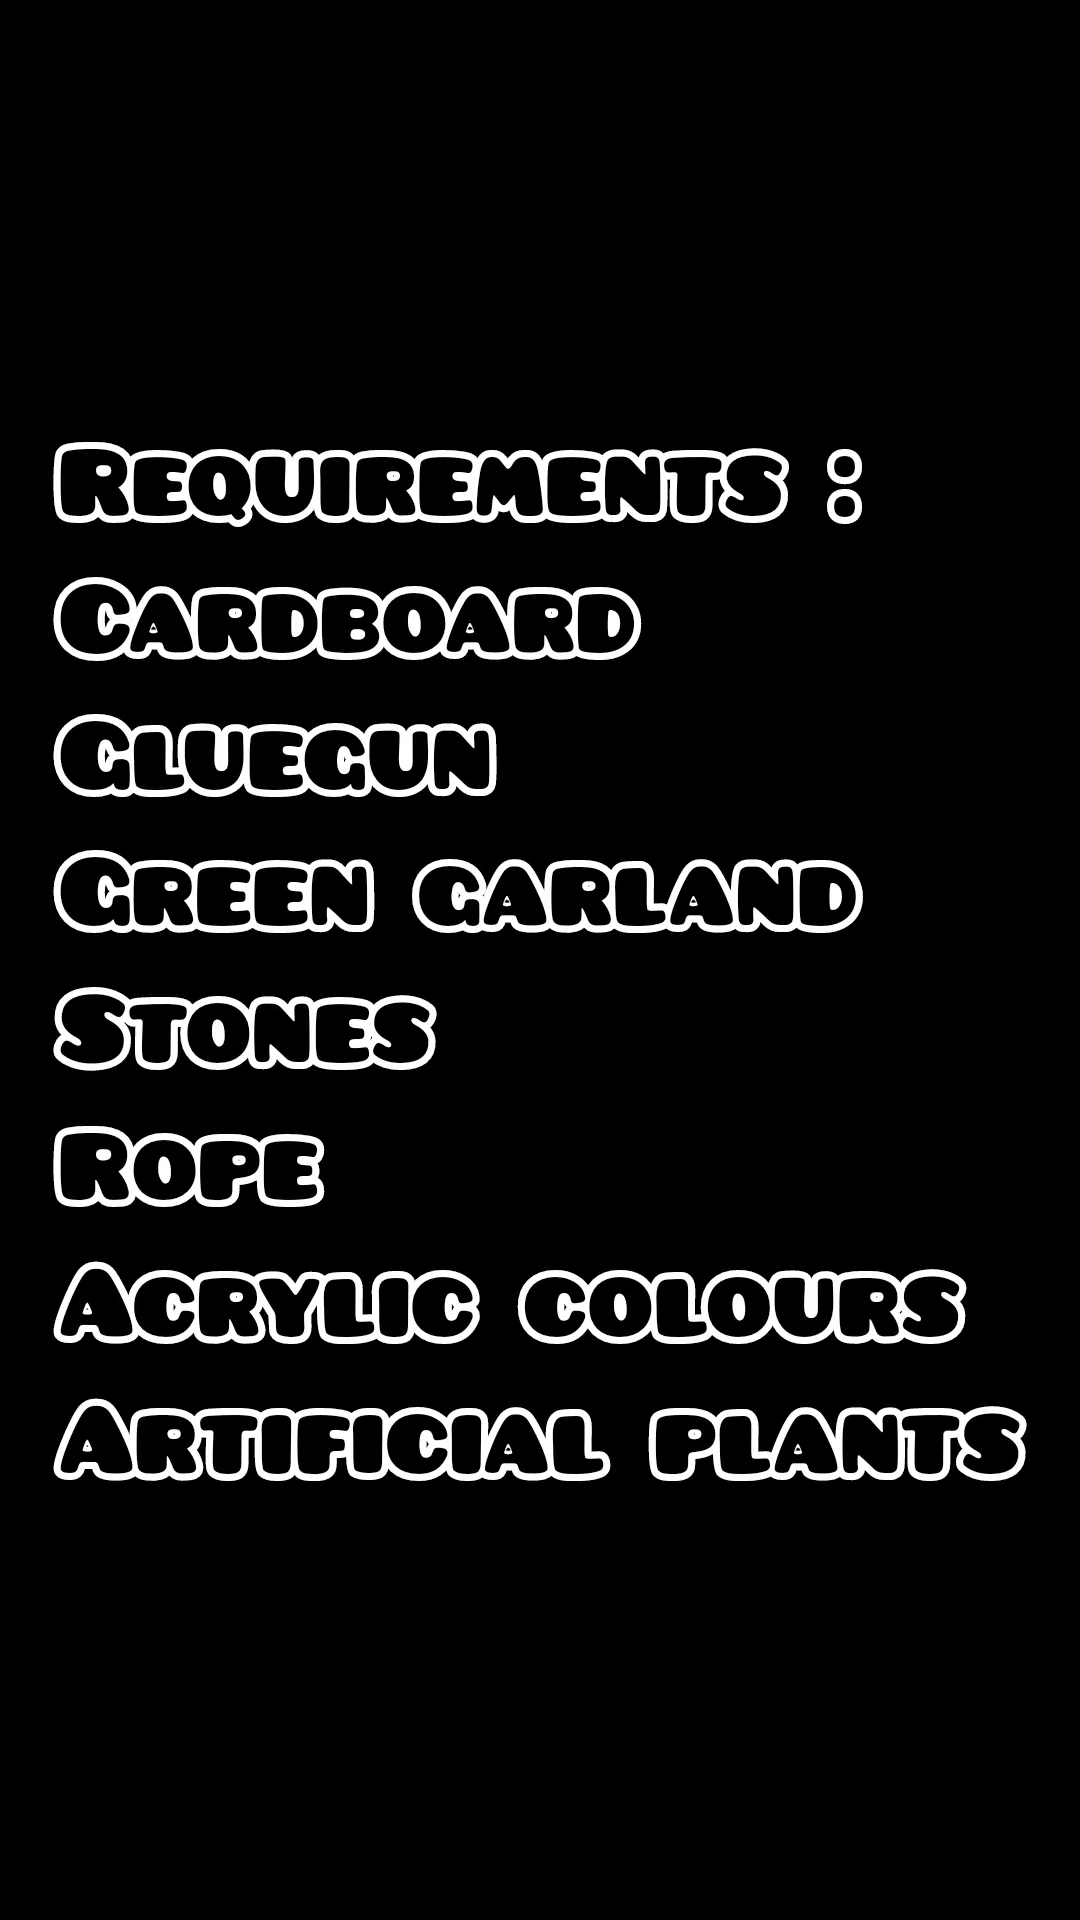 Requirements :
Cardboard
Gluegun
Green garland
Stones
Rope
Acrylic colours
Artificial plants